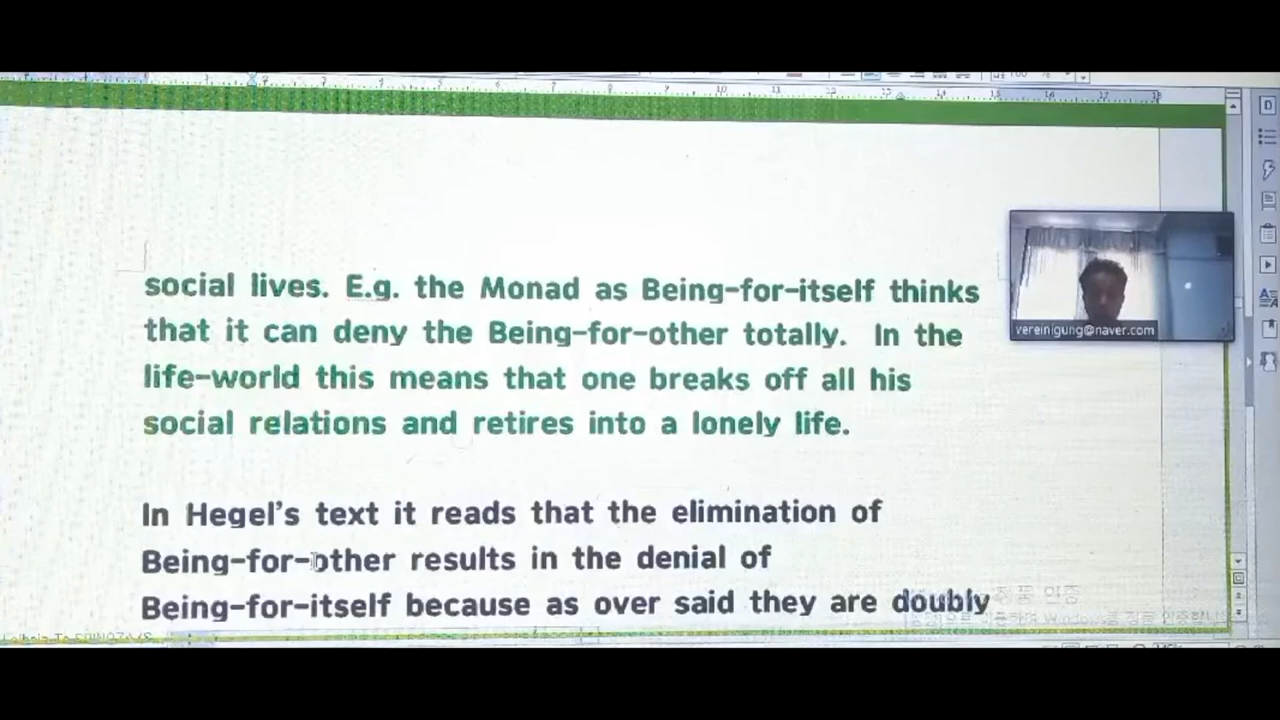 social lives. E.g. the Monad as Being-for-itself thinks
that it can deny the Being-for-other totally. In the
life-world this means that one breaks off all his
social relations and retires into a lonely life.
vereinigung@naver.com
In Hegel's text it reads that the elimination of
Being-for-other results in the denial of
Being-for-itself because as over said they are doubly